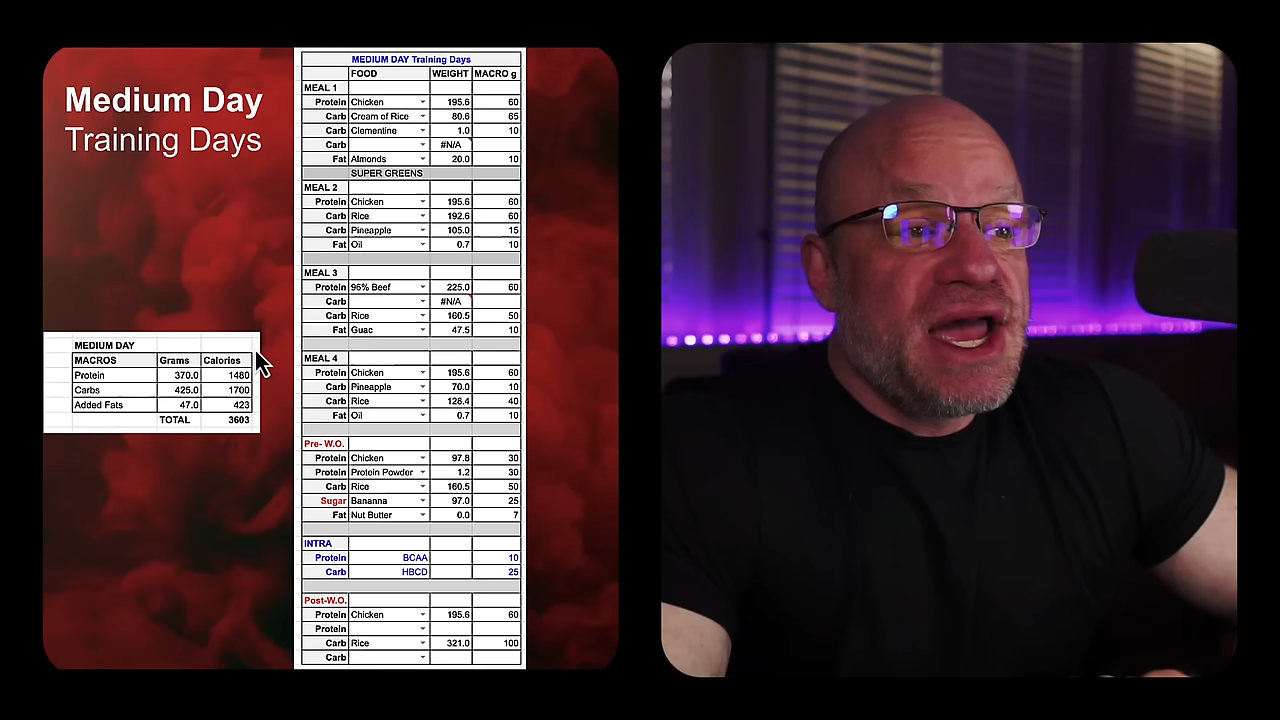 Medium Day
Training Days
MEDIUM DAY
MACROS Grams Calories
Protein 370.0 1480
Carbs 425.0 1700
Added Fats 47.0 423
TOTAL 3603
MEDIUM DAY Training Days
FOOD WEIGHT MACRO g
MEAL 1
Protein Chicken 195.6 60
Carb Cream of Rice 80.6 65
Carb Clementine 1.0 10
Carb #N/A
Fat Almonds 20.0 10
SUPER GREENS
MEAL 2
Protein Chicken 195.6 60
Carb Rice 192.6 60
Carb Pineapple 105.0 15
Fat Oil 0.7 10
MEAL 3
Protein 96% Beef 225.0 60
Carb #N/A
Carb Rice 160.5 50
Fat Guac 47.5 10
MEAL 4
Protein Chicken 195.6 60
Carb Pineapple 70.0 10
Carb Rice 128.4 40
Fat Oil 0.7 10
Pre- W.O.
Protein Chicken 97.8 30
Protein Protein Powder 1.2 30
Carb Rice 160.5 50
Sugar Bananna 97.0 25
Fat Nut Butter 0.0 7
INTRA
Protein BCAA 10
Carb HBCD 25
Post-W.O.
Protein Chicken 195.6 60
Protein
Carb Rice 321.0 100
Carb